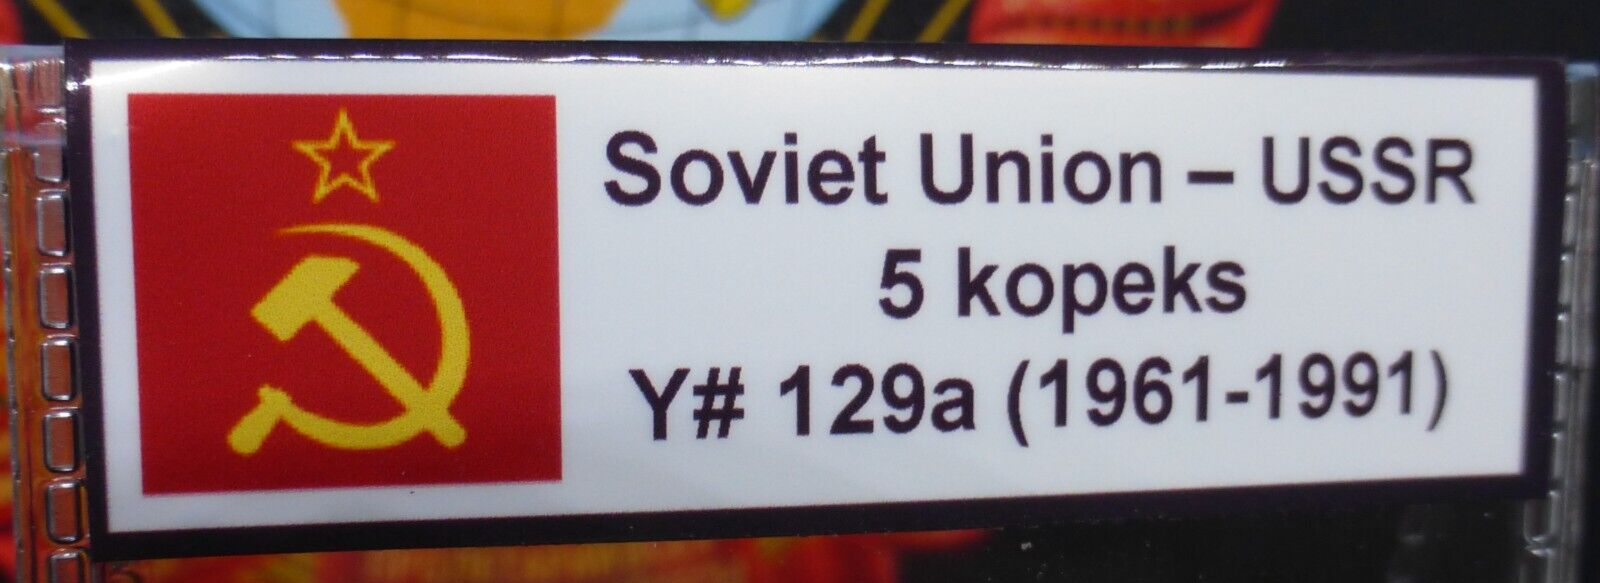 Soviet Union – USSR
5 kopeks
Y# 129a (1961-1991)